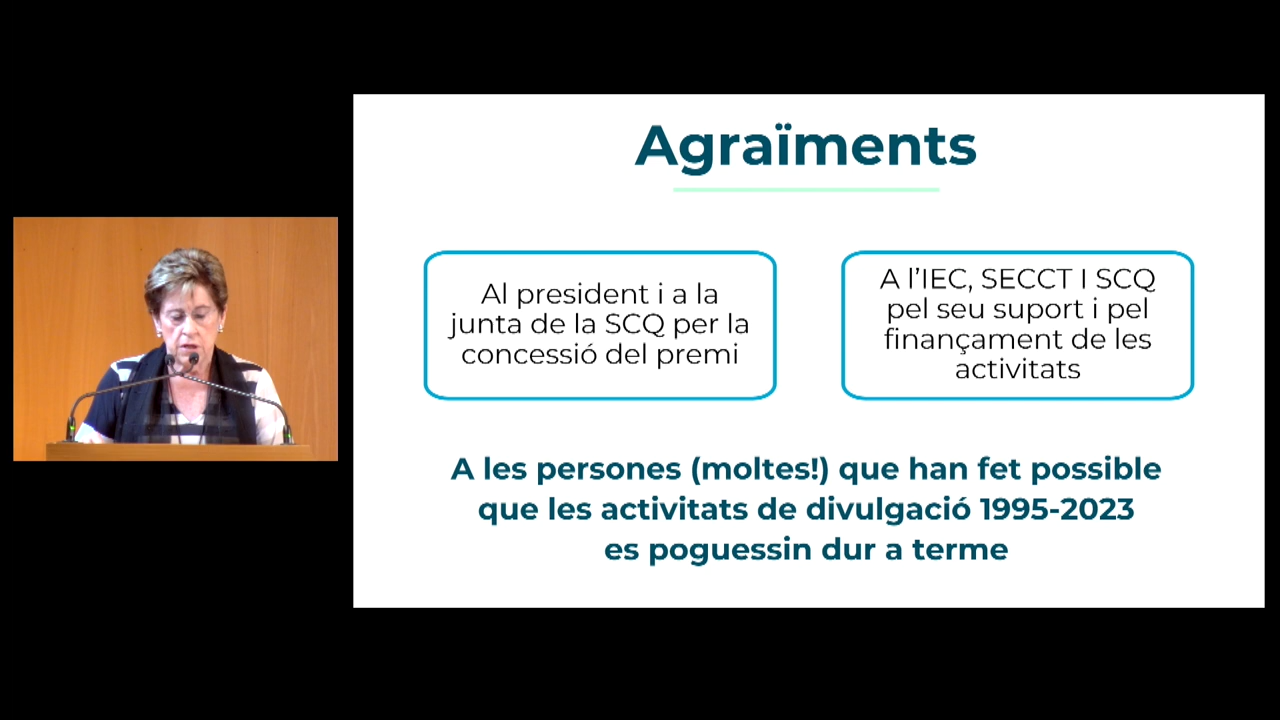 Agraïments
Al president i a la
junta de la SCQ per la
concessió del premi
A l’IEC, SECCT I SCQ
pel seu suport i pel
finançament de les
activitats
A les persones (moltes!) que han fet possible
que les activitats de divulgació 1995-2023
es poguessin dur a terme